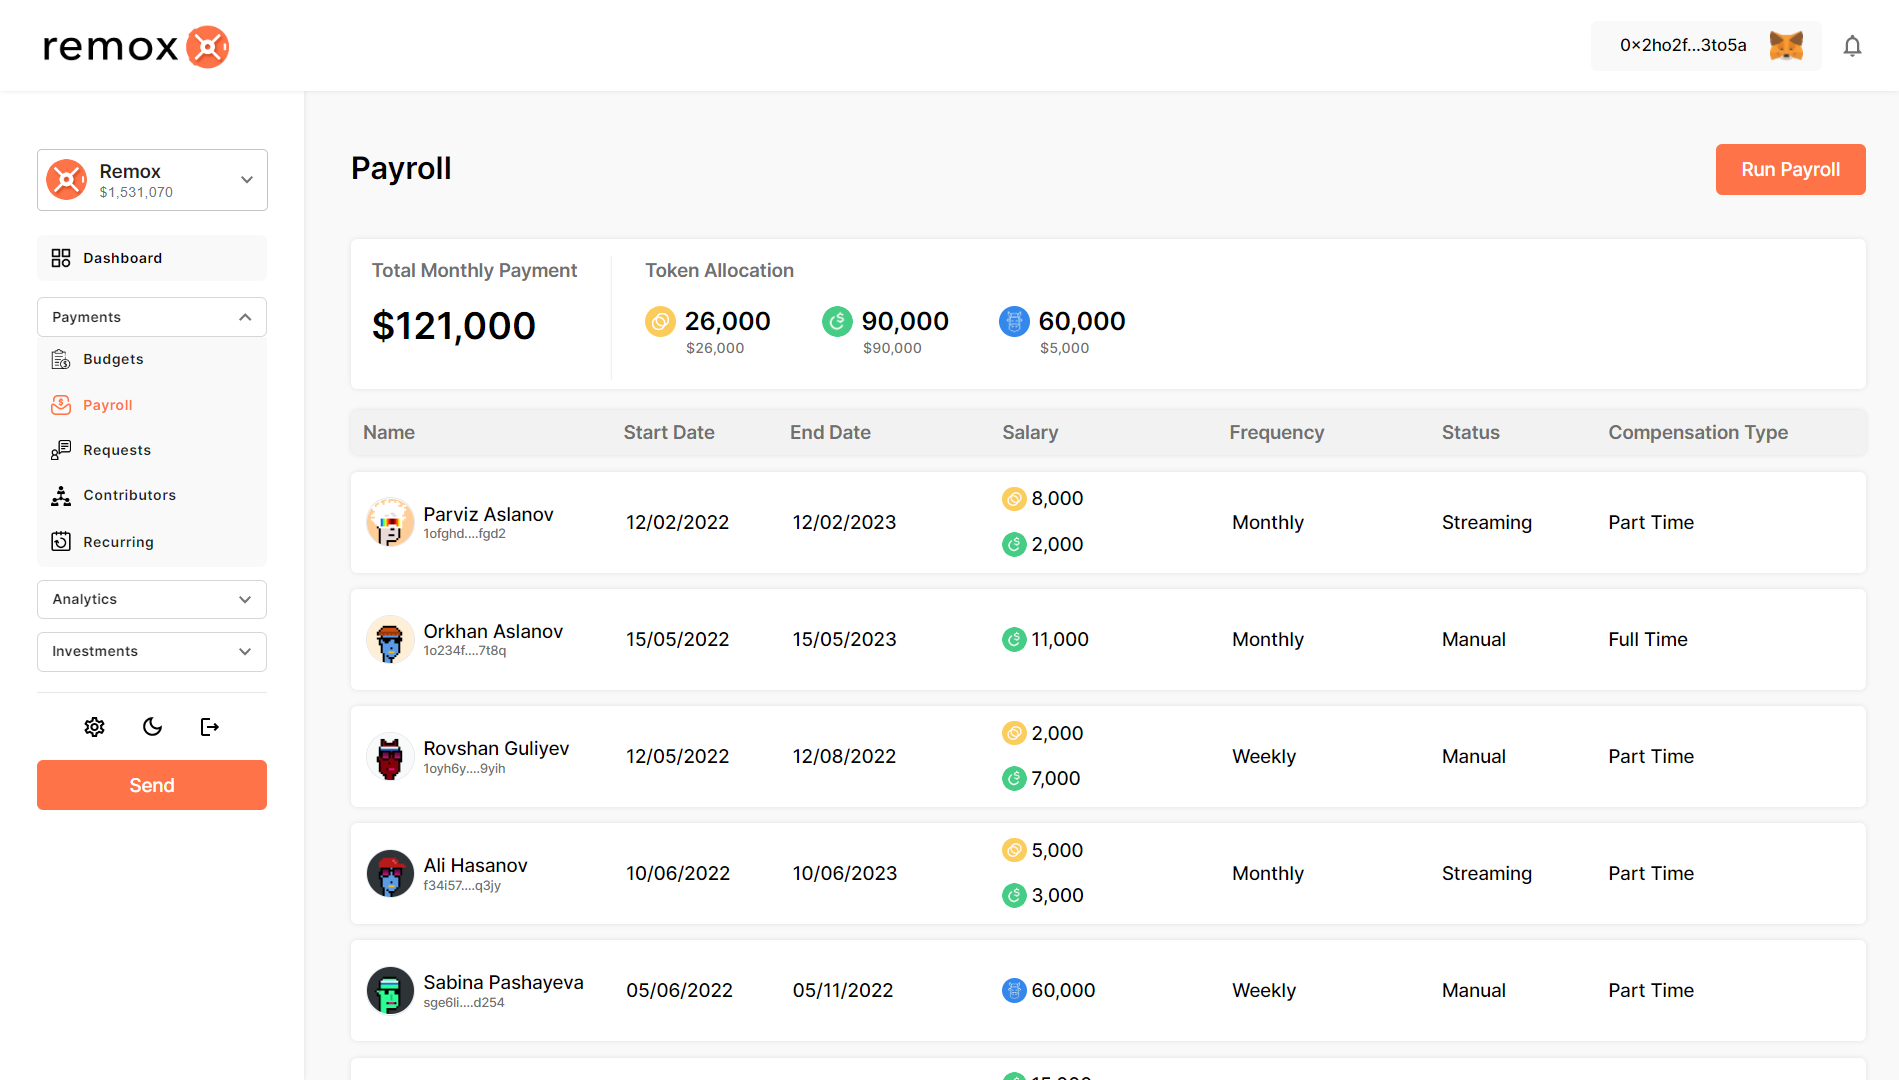 remox
0x2ho2f...3to5a
Remox
$1,531,070
Dashboard
Payments
Budgets
Payroll
Requests
Contributors
Recurring
Analytics
Investments
Send
Payroll
Run Payroll
Total Monthly Payment
$121,000
Token Allocation
26,000
$26,000
90,000
$90,000
60,000
$5,000
Name Start Date End Date Salary Frequency Status Compensation Type
Parviz Aslanov
1ofghd....fgd2
12/02/2022 12/02/2023
8,000
2,000
Monthly Streaming Part Time
Orkhan Aslanov
1o234f....7t8q
15/05/2022 15/05/2023
11,000
Monthly Manual Full Time
Rovshan Guliyev
1oyh6y....9yih
12/05/2022 12/08/2022
2,000
7,000
Weekly Manual Part Time
Ali Hasanov
f34i57....q3jy
10/06/2022 10/06/2023
5,000
3,000
Monthly Streaming Part Time
Sabina Pashayeva
sge6li....d254
05/06/2022 05/11/2022
60,000
Weekly Manual Part Time